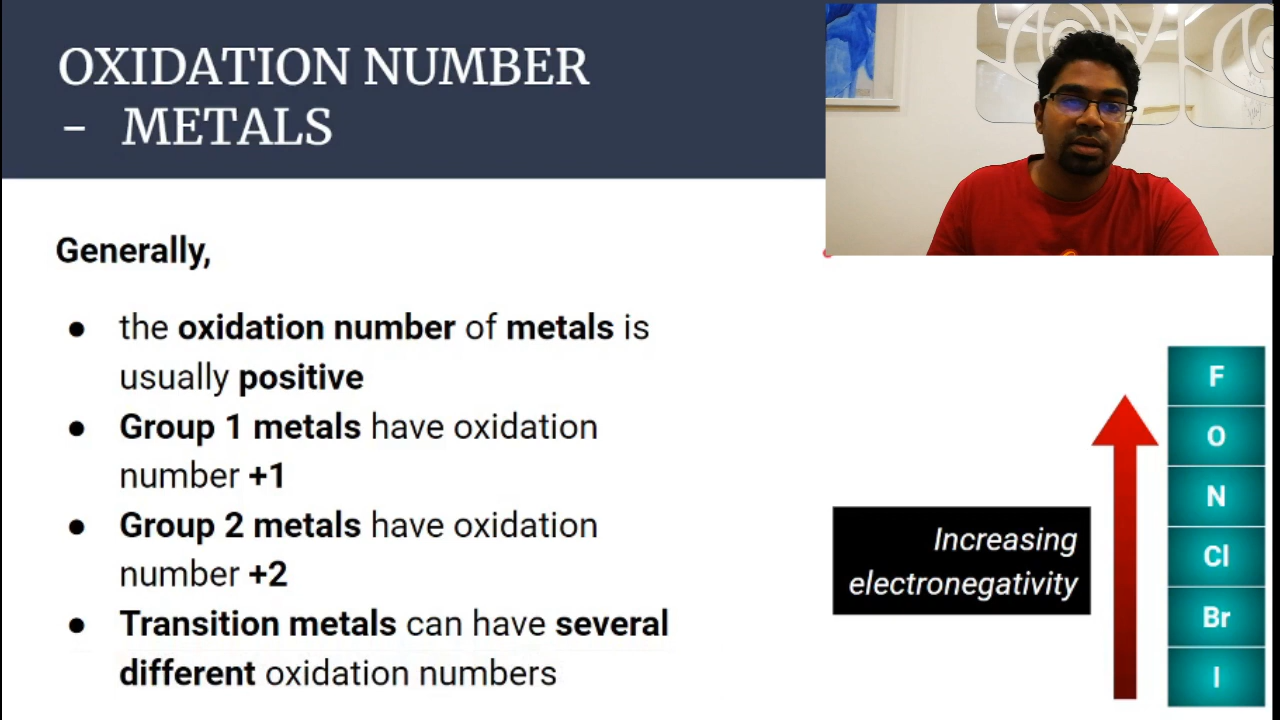 OXIDATION NUMBER
- METALS
Generally,
● the oxidation number of metals is
usually positive
● Group 1 metals have oxidation
number +1
● Group 2 metals have oxidation
number +2
● Transition metals can have several
different oxidation numbers
Increasing
electronegativity
F
O
N
Cl
Br
I